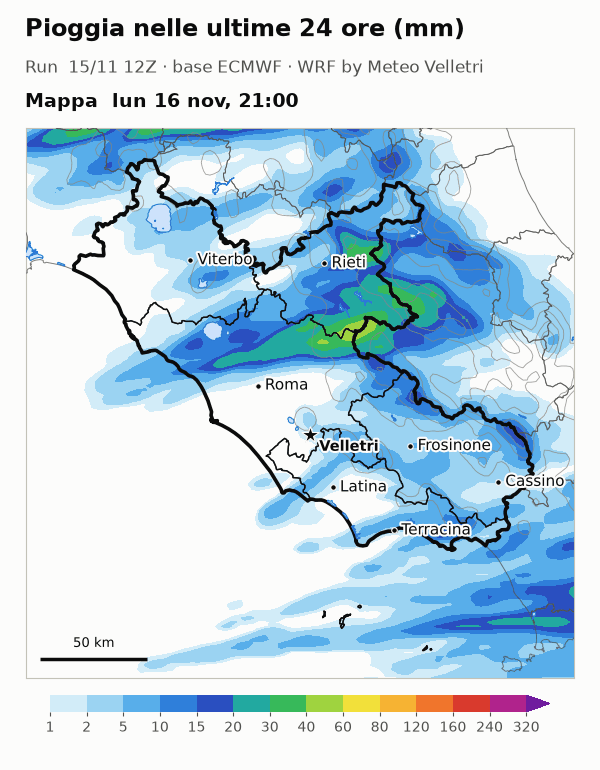 Pioggia nelle ultime 24 ore (mm)
Run  15/11 12Z · base ECMWF · WRF by Meteo Velletri
Mappa  lun 16 nov, 21:00
Viterbo
Rieti
Roma
Velletri
Frosinone
Latina
Cassino
Terracina
50 km
1 2 5 10 15 20 30 40 60 80 120 160 240 320